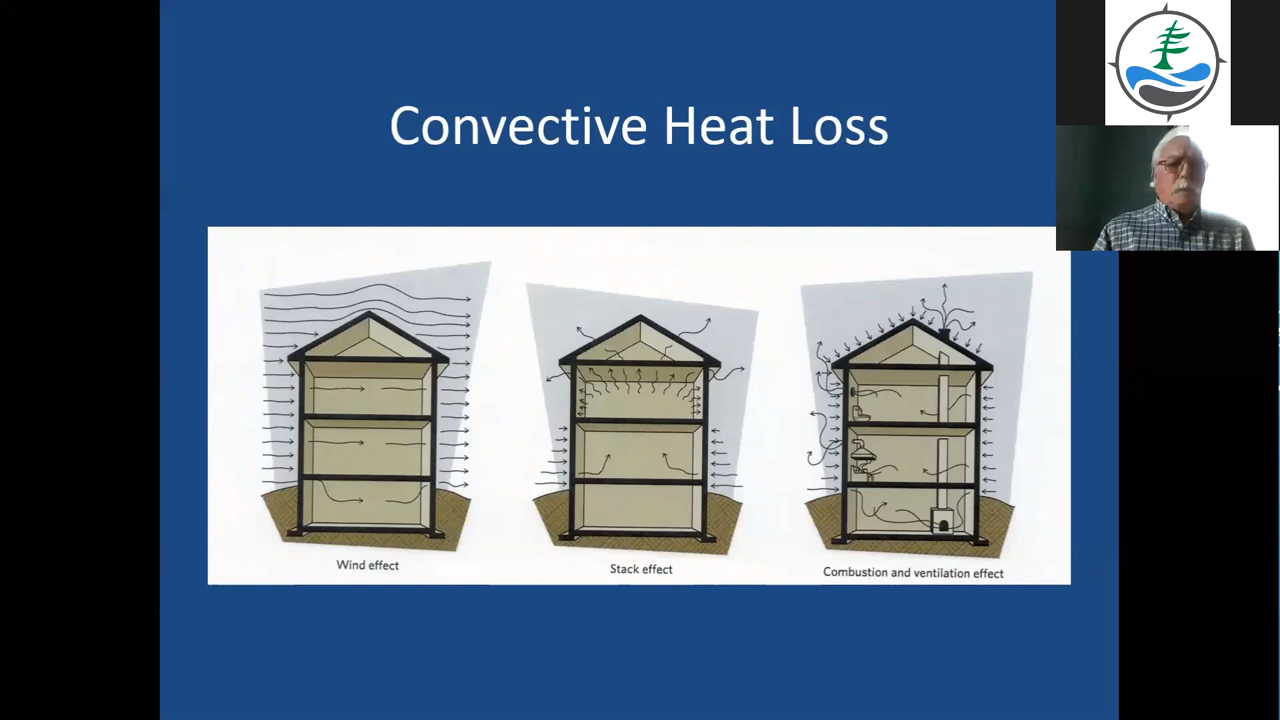 Convective Heat Loss
Wind effect
Stack effect
Combustion and ventilation effect